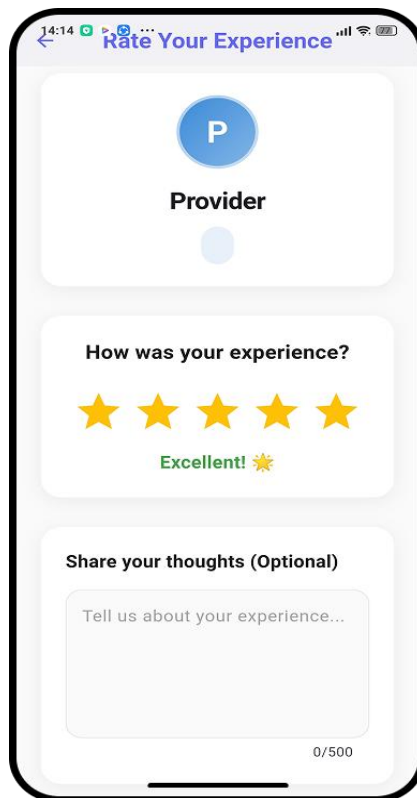 14:14 ... 77
Rate Your Experience
P
Provider
How was your experience?
Excellent! 🌟
Share your thoughts (Optional)
Tell us about your experience...
0/500